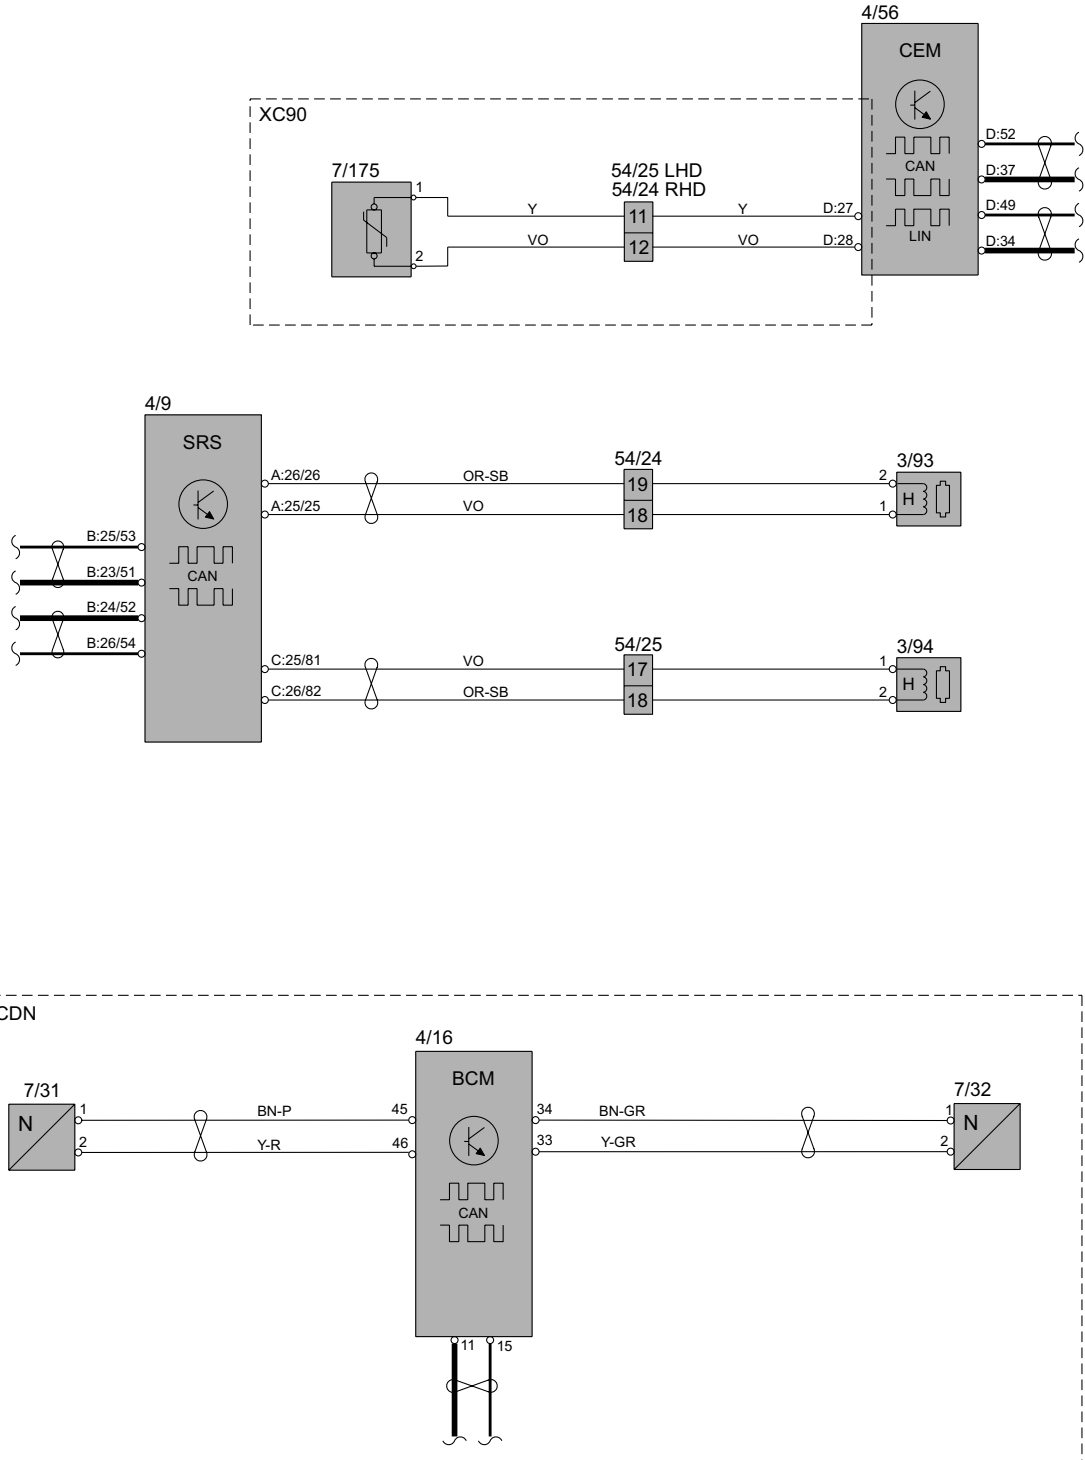 4/56
CEM
CAN
LIN
D:52
D:37
D:49
D:34
XC90
7/175
1
2
54/25 LHD
54/24 RHD
Y
11
Y
D:27
VO
12
VO
D:28
4/9
SRS
CAN
B:25/53
B:23/51
B:24/52
B:26/54
A:26/26
OR-SB
A:25/25
VO
54/24
19
18
3/93
2
1
H
C:25/81
VO
C:26/82
OR-SB
54/25
17
18
3/94
1
2
H
CDN
7/31
N
1
BN-P
45
2
Y-R
46
4/16
BCM
CAN
34
BN-GR
1
33
Y-GR
2
7/32
N
11
15